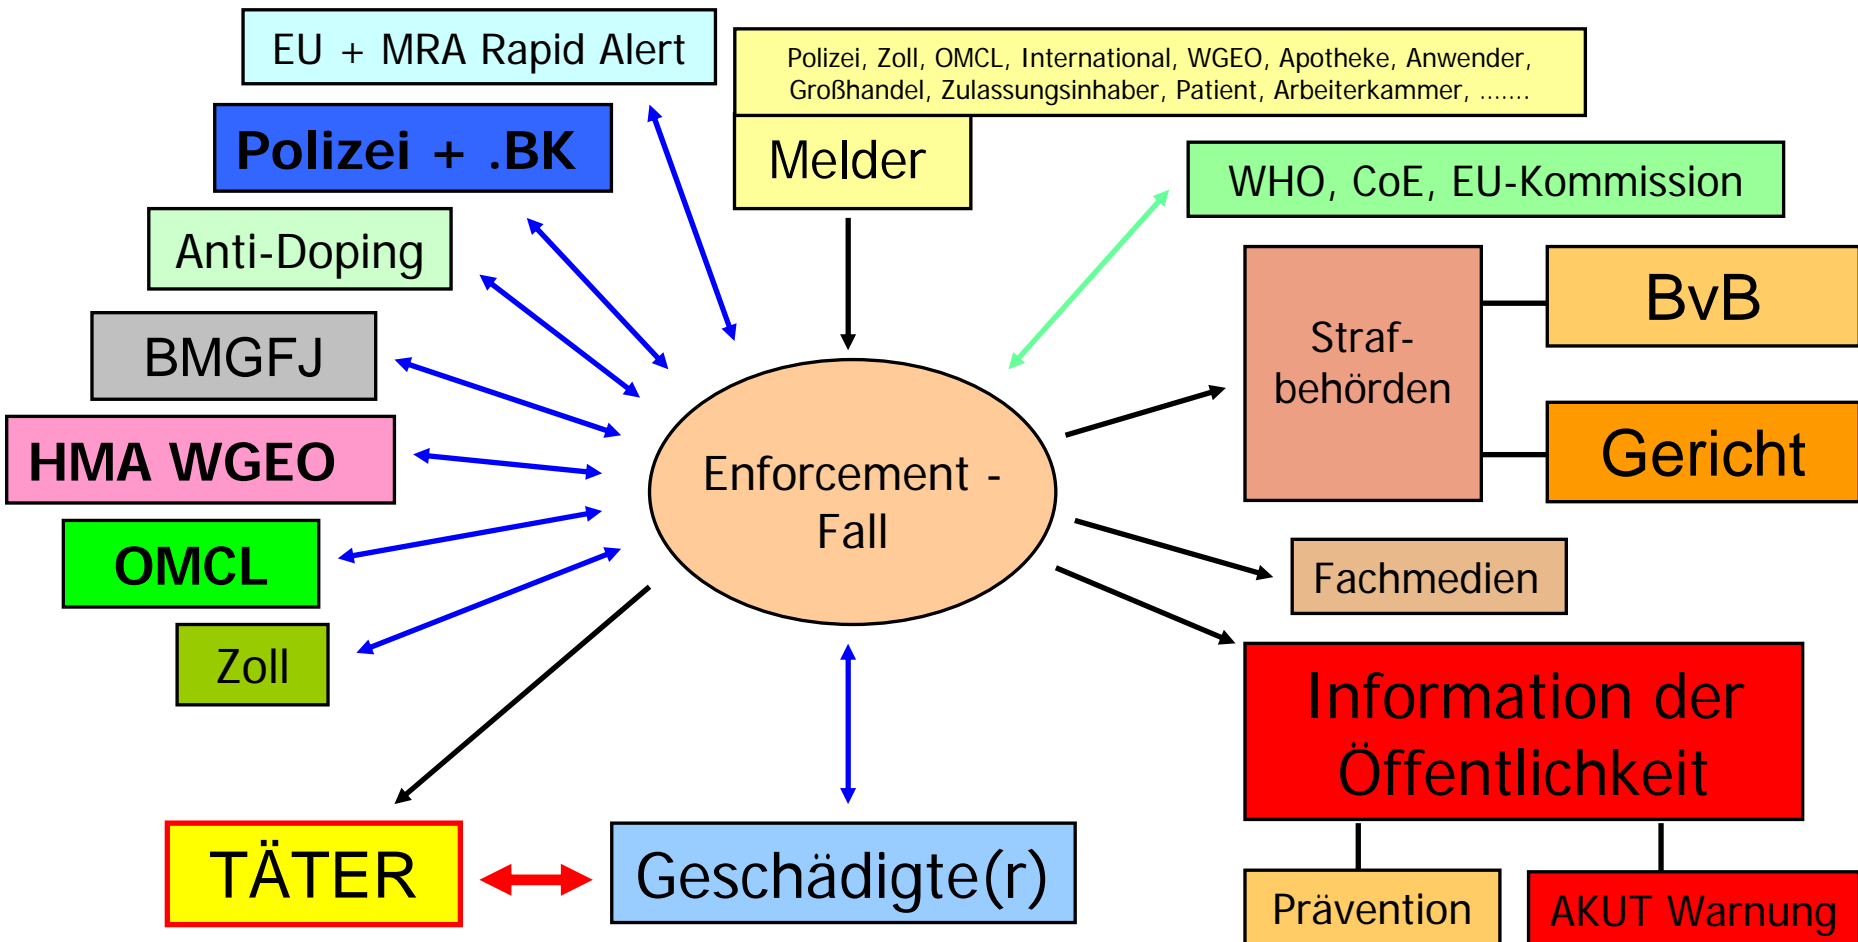 EU + MRA Rapid Alert
Polizei, Zoll, OMCL, International, WGEO, Apotheke, Anwender,
Großhandel, Zulassungsinhaber, Patient, Arbeiterkammer, .......
Melder
Polizei + .BK
WHO, CoE, EU-Kommission
Anti-Doping
BMGFJ
HMA WGEO
OMCL
Zoll
Enforcement -
Fall
Straf-
behörden
BvB
Gericht
Fachmedien
Information der
Öffentlichkeit
Prävention
AKUT Warnung
TÄTER
Geschädigte(r)